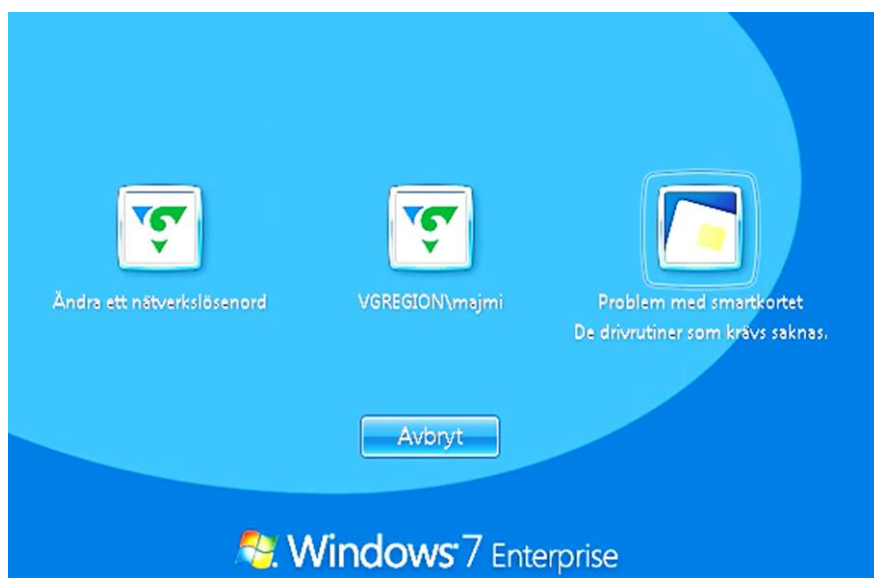 Ändra ett nätverkslösenord
VGREGION\majmi
Problem med smartkortet
De drivrutiner som krävs saknas.
Avbryt
Windows 7 Enterprise